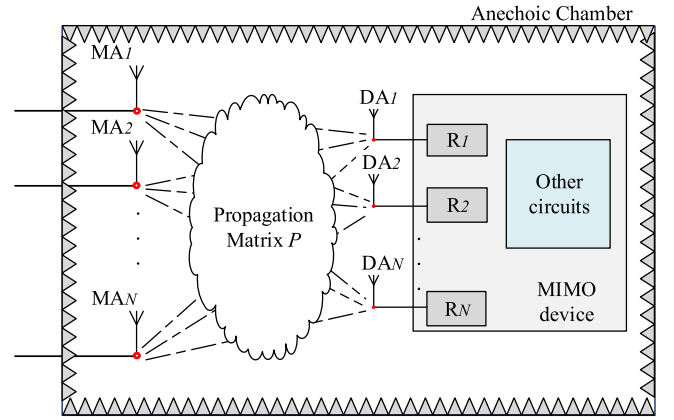 Anechoic Chamber
MA1
MA2
MAN
Propagation
Matrix P
DA1
DA2
DAN
R1
R2
RN
Other
circuits
MIMO
device